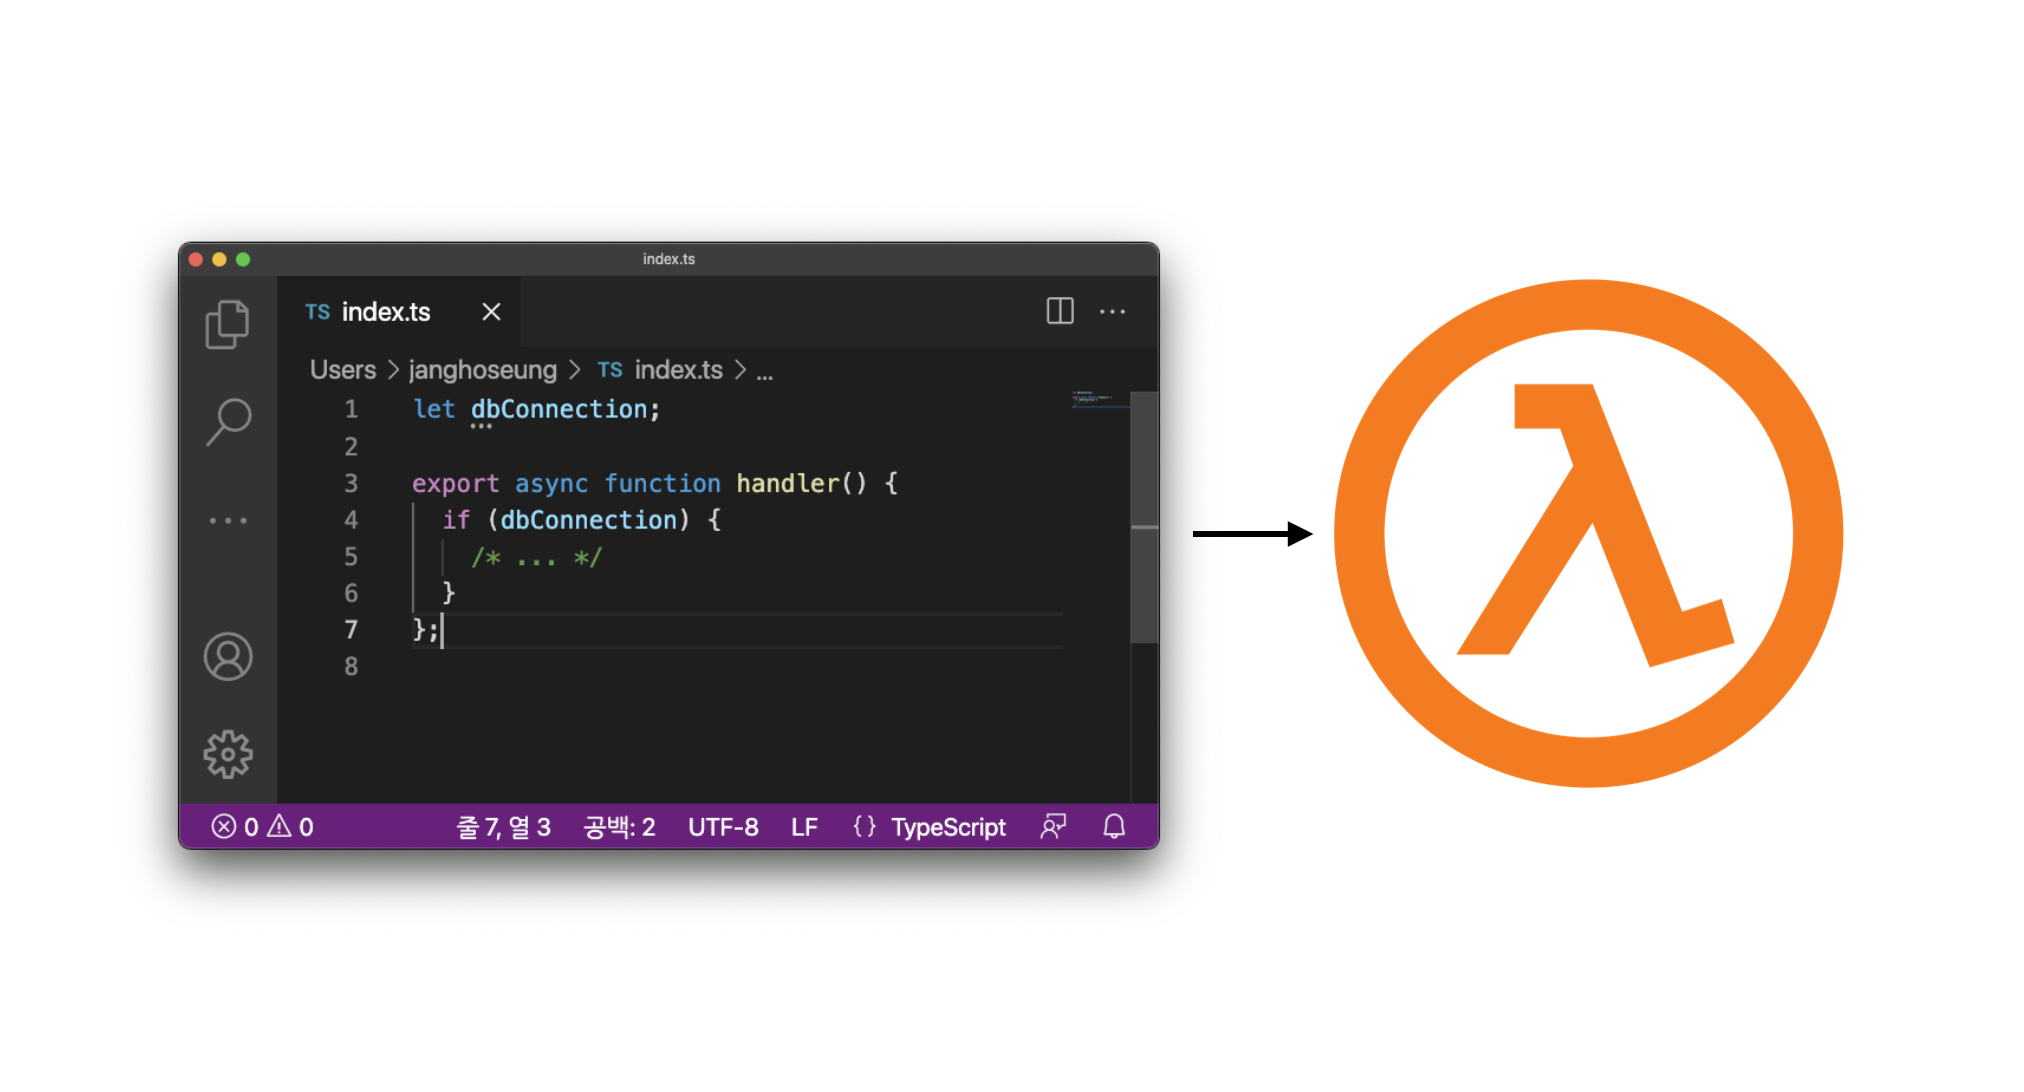 index.ts
TS index.ts
Users > janghoseung > TS index.ts > ...
1 let dbConnection;
2
3 export async function handler() {
4 if (dbConnection) {
5 /* ... */
6 }
7 };
8
0 0 줄 7, 열 3 공백: 2 UTF-8 LF {} TypeScript
λ